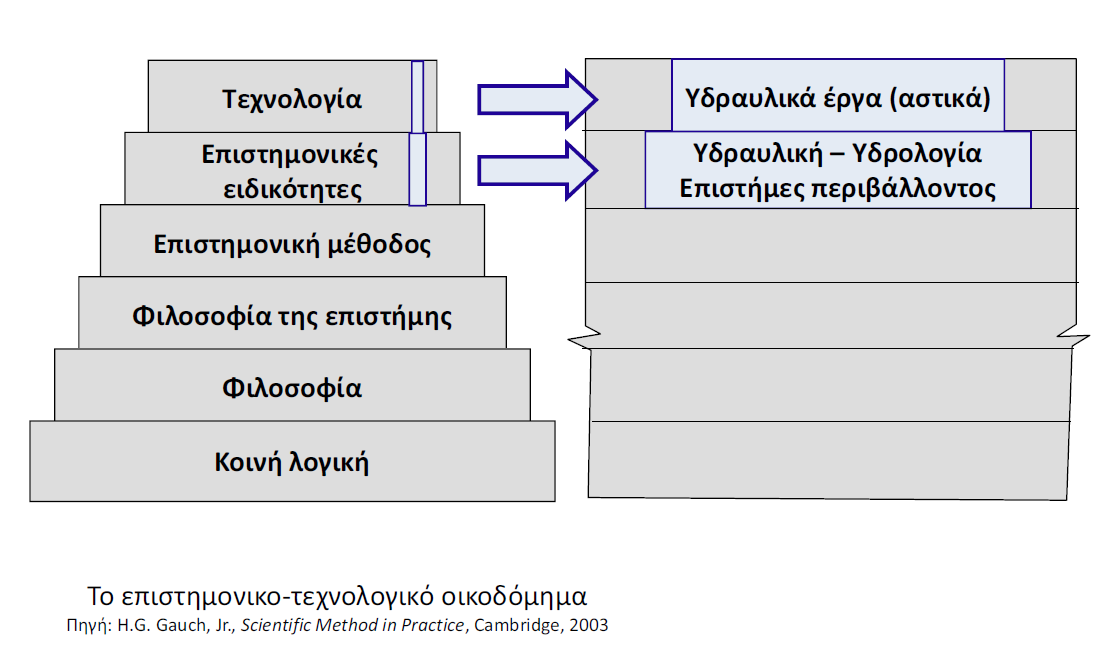 Τεχνολογία
Επιστημονικές
ειδικότητες
Επιστημονική μέθοδος
Φιλοσοφία της επιστήμης
Φιλοσοφία
Κοινή λογική
Υδραυλικά έργα (αστικά)
Υδραυλική – Υδρολογία
Επιστήμες περιβάλλοντος
Το επιστημονικο-τεχνολογικό οικοδόμημα
Πηγή: H.G. Gauch, Jr., Scientific Method in Practice, Cambridge, 2003